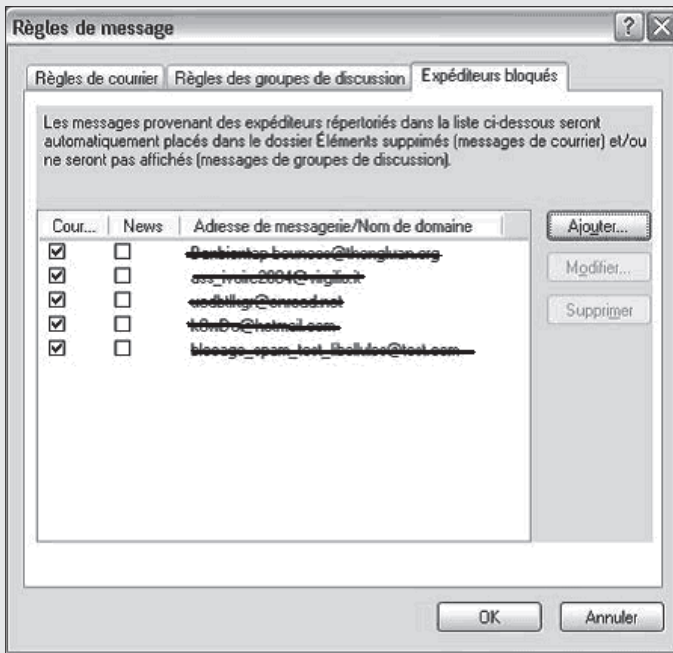 Règles de message
Règles de courrier Règles des groupes de discussion Expéditeurs bloqués
Les messages provenant des expéditeurs répertoriés dans la liste ci-dessous seront
automatiquement placés dans le dossier Éléments supprimés (messages de courrier) et/ou
ne seront pas affichés (messages de groupes de discussion).
Cour... News Adresse de messagerie/Nom de domaine
Ajouter...
Modifier...
Supprimer
OK Annuler